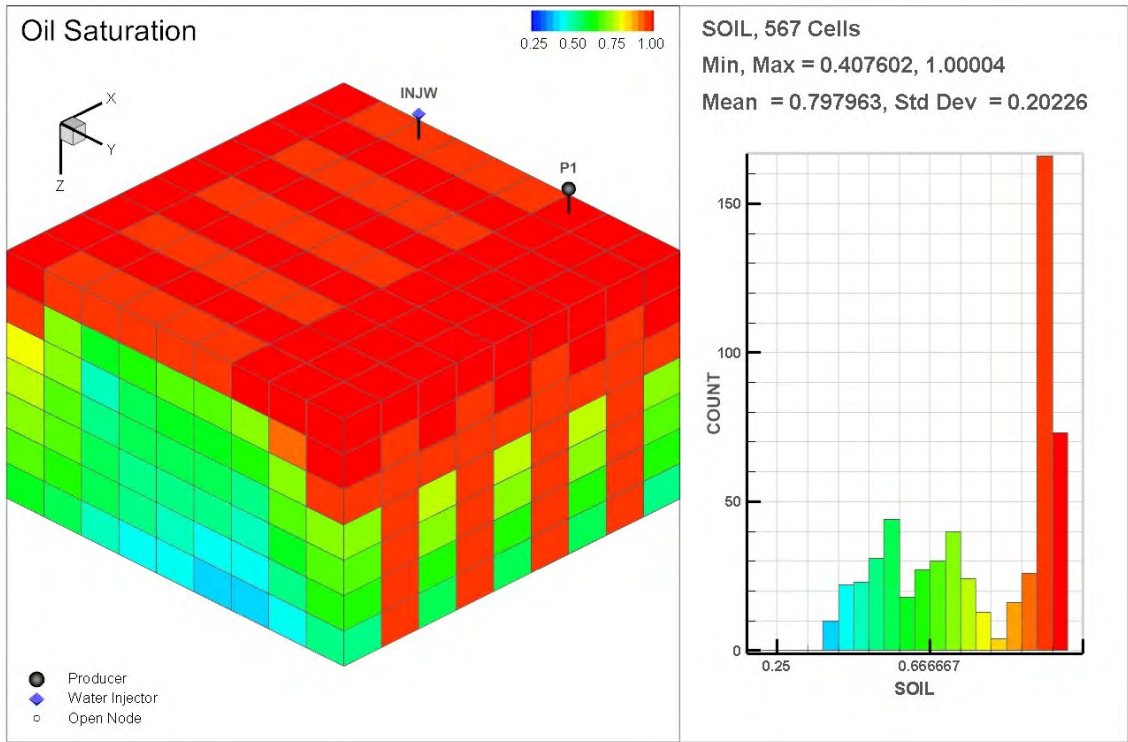 Oil Saturation
0.25 0.50 0.75 1.00
INJW
P1
X
Y
Z
Producer
Water Injector
Open Node
SOIL, 567 Cells
Min, Max = 0.407602, 1.00004
Mean = 0.797963, Std Dev = 0.20226
150
100
50
0
COUNT
0.25 0.666667
SOIL